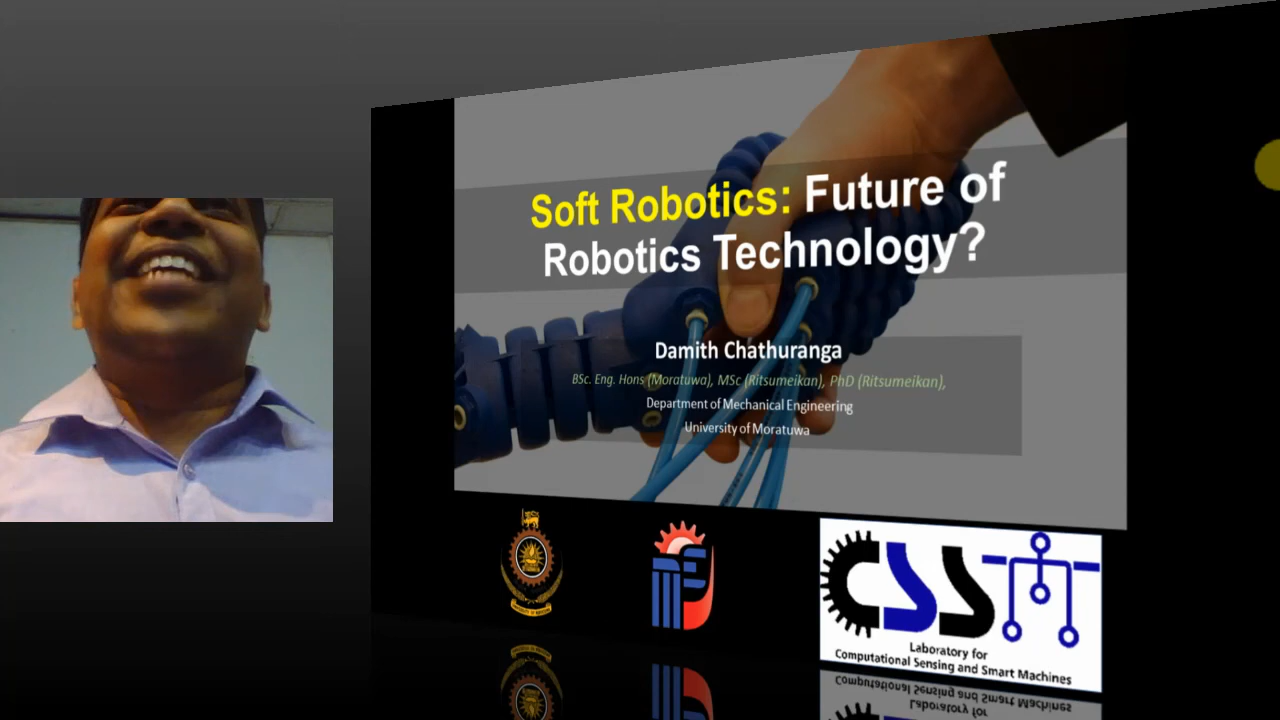 Soft Robotics: Future of
Robotics Technology?
Damith Chathuranga
BSc. Eng. Hons (Moratuwa), MSc (Ritsumeikan), PhD (Ritsumeikan),
Department of Mechanical Engineering
University of Moratuwa
CSSM
Laboratory for
Computational Sensing and Smart Machines